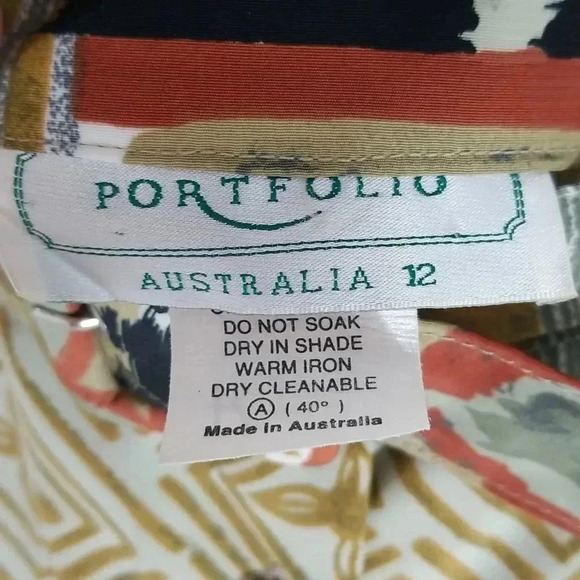 PORTFOLIO
AUSTRALIA 12
DO NOT SOAK
DRY IN SHADE
WARM IRON
DRY CLEANABLE
Ⓐ ( 40° )
Made in Australia